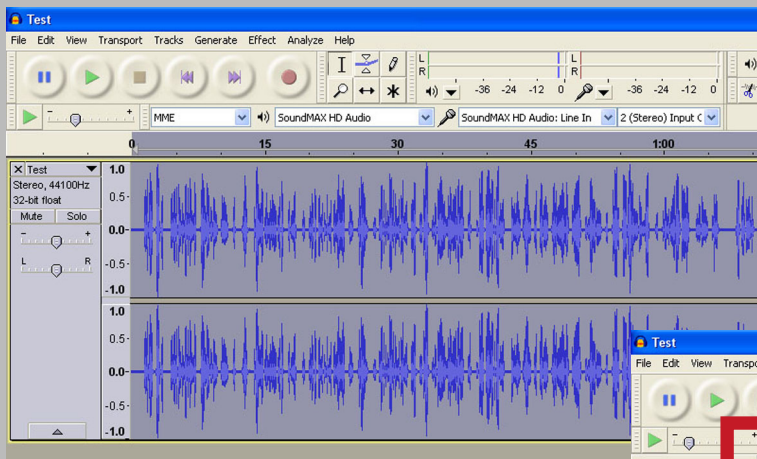 Test
File Edit View Transport Tracks Generate Effect Analyze Help
L
R
-36 -24 -12 0
L
R
-36 -24 -12 0
- +
MME
SoundMAX HD Audio
SoundMAX HD Audio: Line In
2 (Stereo) Input C
0 15 30 45 1:00
X Test
Stereo, 44100Hz
32-bit float
Mute Solo
- +
L R
1.0
0.5-
0.0-
-0.5-
-1.0
1.0
0.5-
0.0-
-0.5-
-1.0
Test
File Edit View Transpo
- +